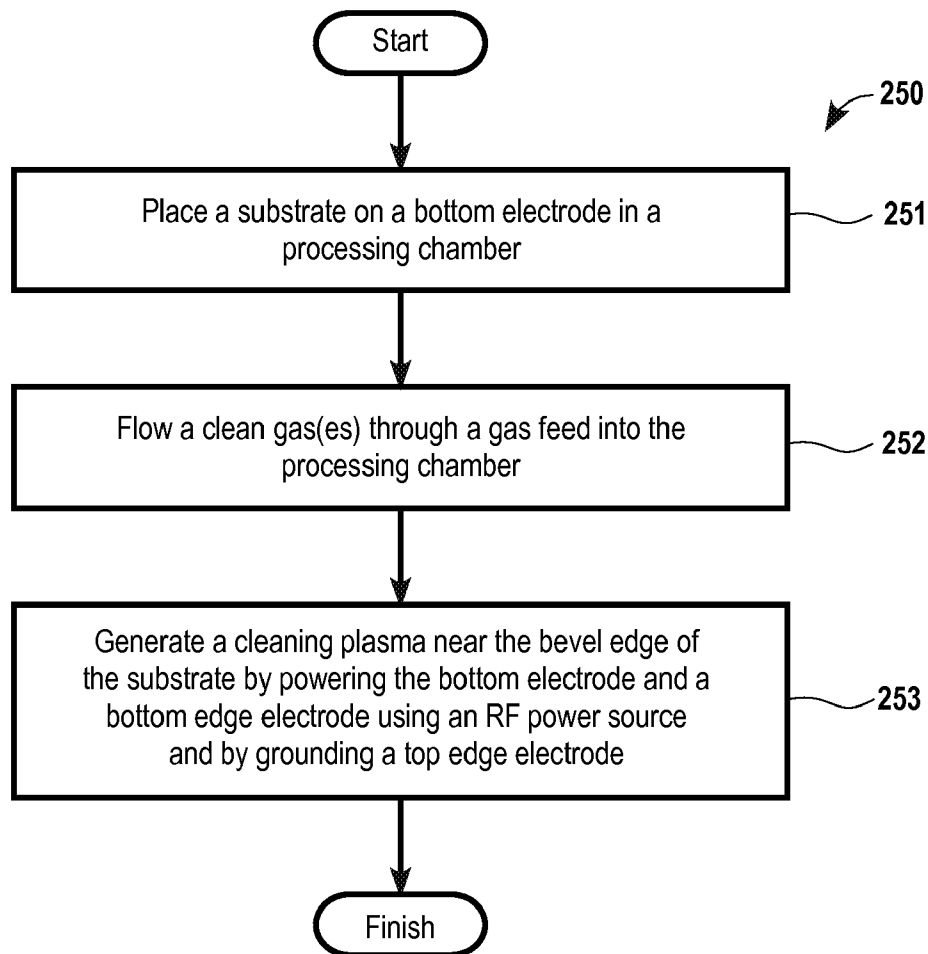 Start
250
Place a substrate on a bottom electrode in a
processing chamber
251
Flow a clean gas(es) through a gas feed into the
processing chamber
252
Generate a cleaning plasma near the bevel edge of
the substrate by powering the bottom electrode and a
bottom edge electrode using an RF power source
and by grounding a top edge electrode
253
Finish